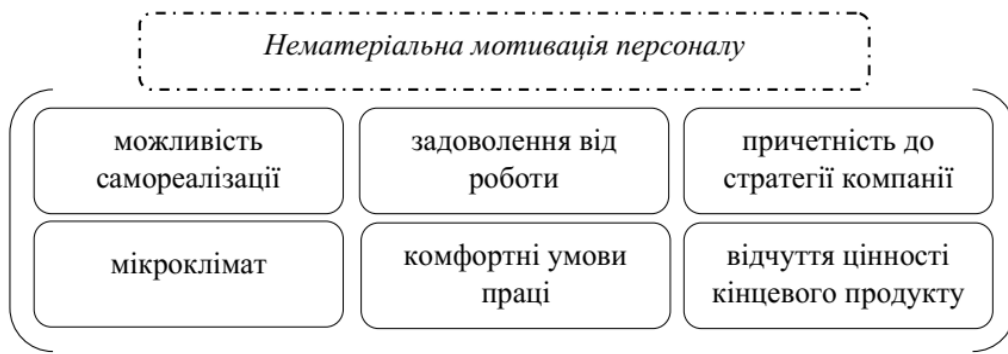 Нематеріальна мотивація персоналу
можливість
самореалізації
задоволення від
роботи
причетність до
стратегії компанії
мікроклімат
комфортні умови
праці
відчуття цінності
кінцевого продукту